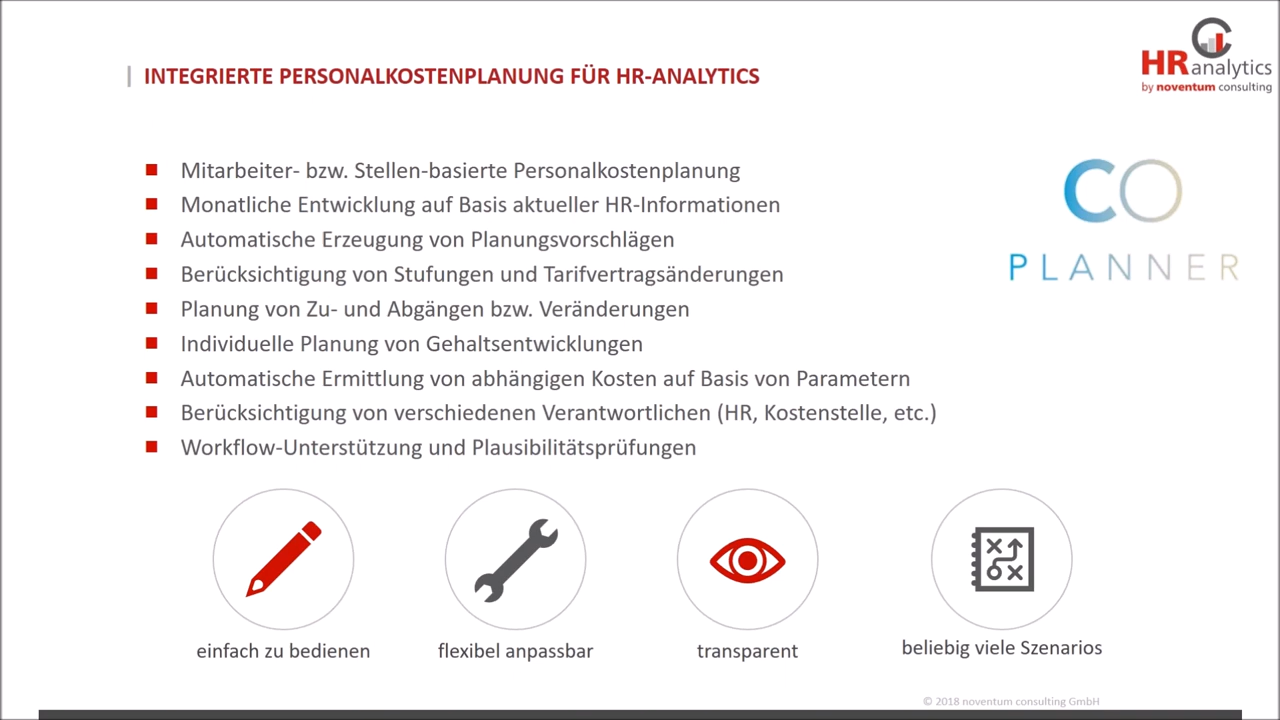 INTEGRIERTE PERSONALKOSTENPLANUNG FÜR HR-ANALYTICS
HR analytics
by noventum consulting
Mitarbeiter- bzw. Stellen-basierte Personalkostenplanung
Monatliche Entwicklung auf Basis aktueller HR-Informationen
Automatische Erzeugung von Planungsvorschlägen
Berücksichtigung von Stufungen und Tarifvertragsänderungen
Planung von Zu- und Abgängen bzw. Veränderungen
Individuelle Planung von Gehaltsentwicklungen
Automatische Ermittlung von abhängigen Kosten auf Basis von Parametern
Berücksichtigung von verschiedenen Verantwortlichen (HR, Kostenstelle, etc.)
Workflow-Unterstützung und Plausibilitätsprüfungen
CO
PLANNER
einfach zu bedienen
flexibel anpassbar
transparent
beliebig viele Szenarios
© 2018 noventum consulting GmbH